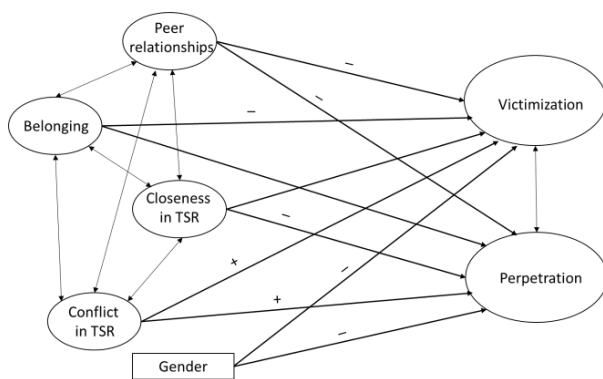 Peer
relationships
–
–
Victimization
Belonging
–
Closeness
in TSR
–
–
+
Perpetration
+
Conflict
in TSR
–
Gender